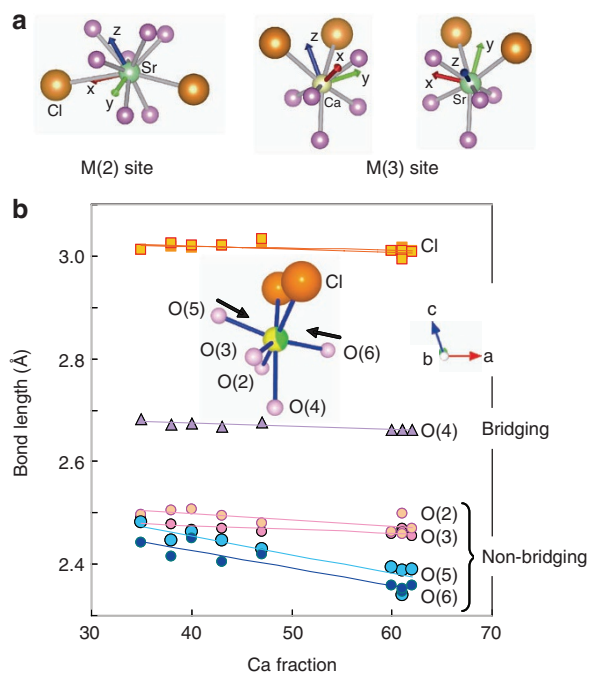 a
z
Sr
Cl
x
y
z
x
y
Ca
y
z
x
Sr
M(2) site
M(3) site
b
Bond length (Å)
3.0
2.8
2.6
2.4
Cl
Cl
O(5)
O(3)
O(6)
O(2)
O(4)
c
b
a
O(4)
Bridging
O(2)
O(3)
Non-bridging
O(5)
O(6)
30
40
50
60
70
Ca fraction